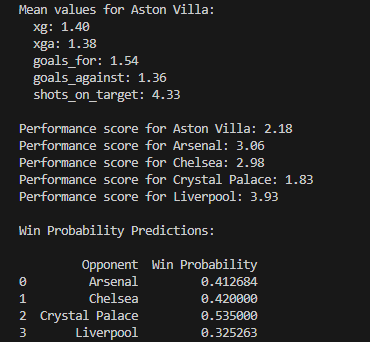 Mean values for Aston Villa:
xg: 1.40
xga: 1.38
goals_for: 1.54
goals_against: 1.36
shots_on_target: 4.33
Performance score for Aston Villa: 2.18
Performance score for Arsenal: 3.06
Performance score for Chelsea: 2.98
Performance score for Crystal Palace: 1.83
Performance score for Liverpool: 3.93
Win Probability Predictions:
Opponent Win Probability
0 Arsenal 0.412684
1 Chelsea 0.420000
2 Crystal Palace 0.535000
3 Liverpool 0.325263